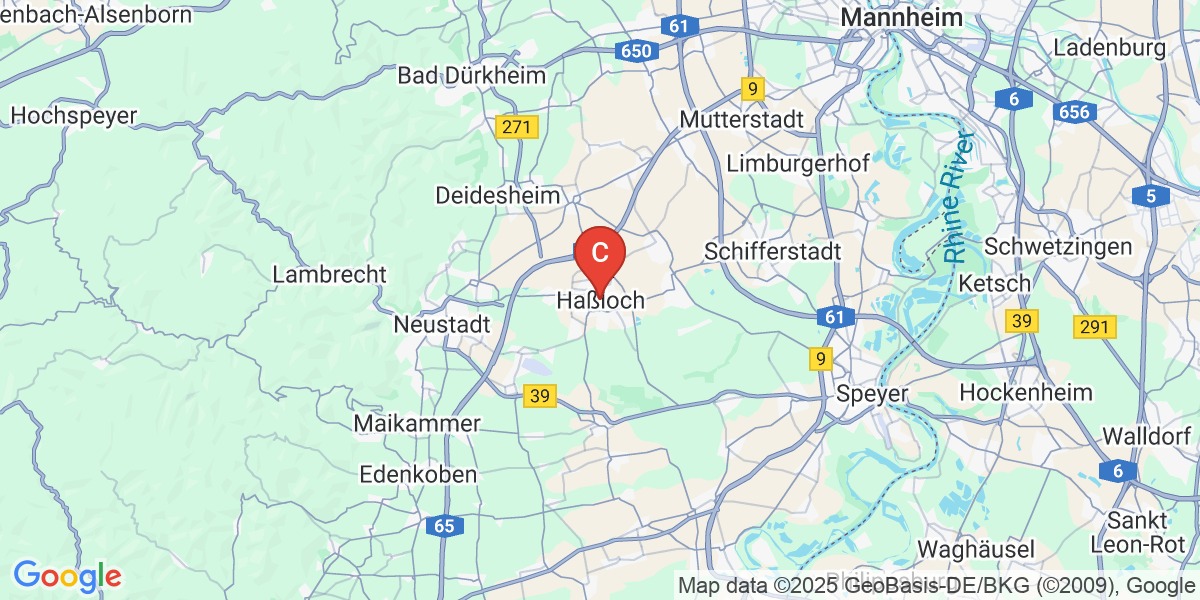 enbach-Alsenborn
Mannheim
61
650
Ladenburg
Bad Dürkheim
9
6
656
Hochspeyer
271
Mutterstadt
Limburgerhof
Rhine-River
Deidesheim
5
C
Schifferstadt
Schwetzingen
Lambrecht
Ketsch
Haßloch
Neustadt
61
39
291
9
39
Speyer
Hockenheim
Maikammer
Walldorf
Edenkoben
6
65
Sankt
Leon-Rot
Waghäusel
Google
Map data ©2025 GeoBasis-DE/BKG (©2009), Google